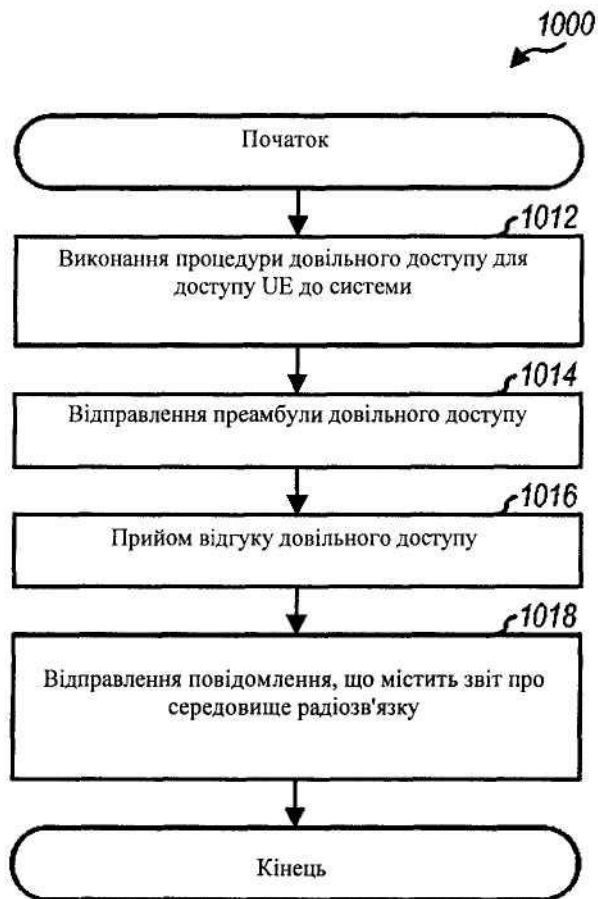 1000
Початок
1012
Виконання процедури довільного доступу для
доступу UE до системи
1014
Відправлення преамбули довільного доступу
1016
Прийом відгуку довільного доступу
1018
Відправлення повідомлення, що містить звіт про
середовище радіозв'язку
Кінець